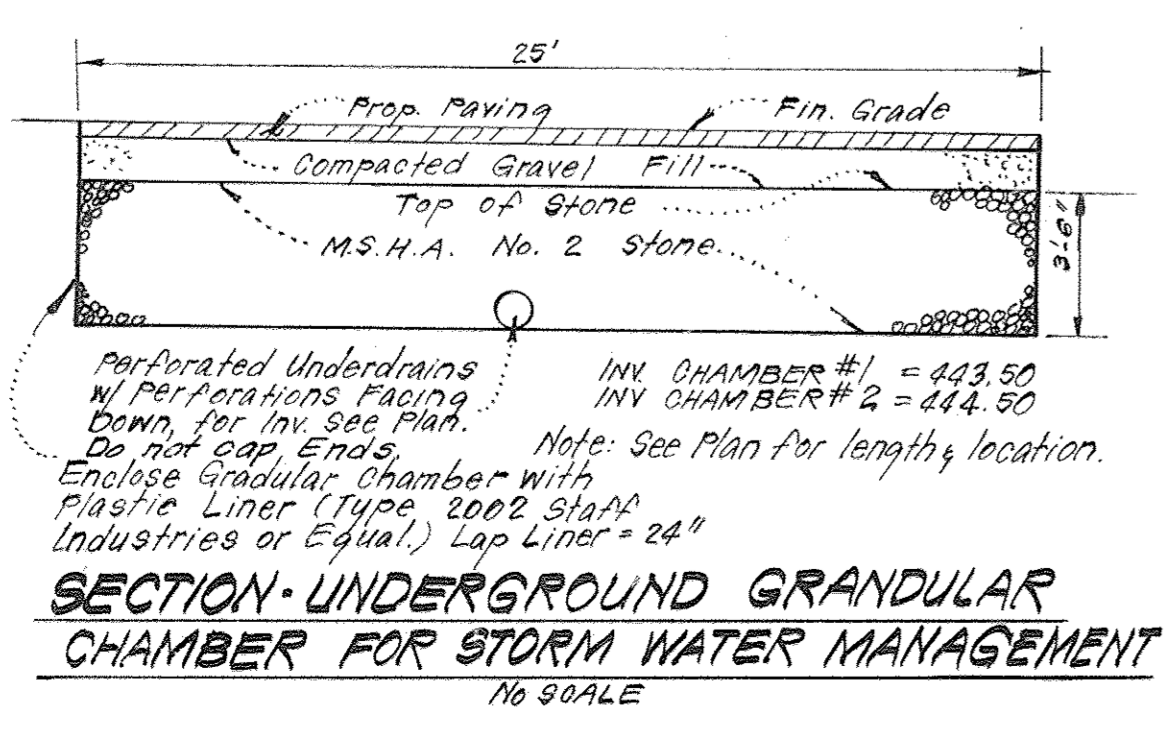 25'
Prop. Paving
Fin. Grade
Compacted Gravel Fill
Top of Stone
M.S.H.A. No. 2 Stone
3'-6"
Perforated Underdrains
w/ Perforations Facing
Down, for Inv. See Plan.
Do not cap Ends.
INV. CHAMBER #1 = 443.50
INV CHAMBER #2 = 444.50
Note: See Plan for length & location.
Enclose Gradular Chamber with
Plastic Liner (Type 2002 Staff
Industries or Equal.) Lap Liner = 24"
SECTION - UNDERGROUND GRANDULAR
CHAMBER FOR STORM WATER MANAGEMENT
No SCALE